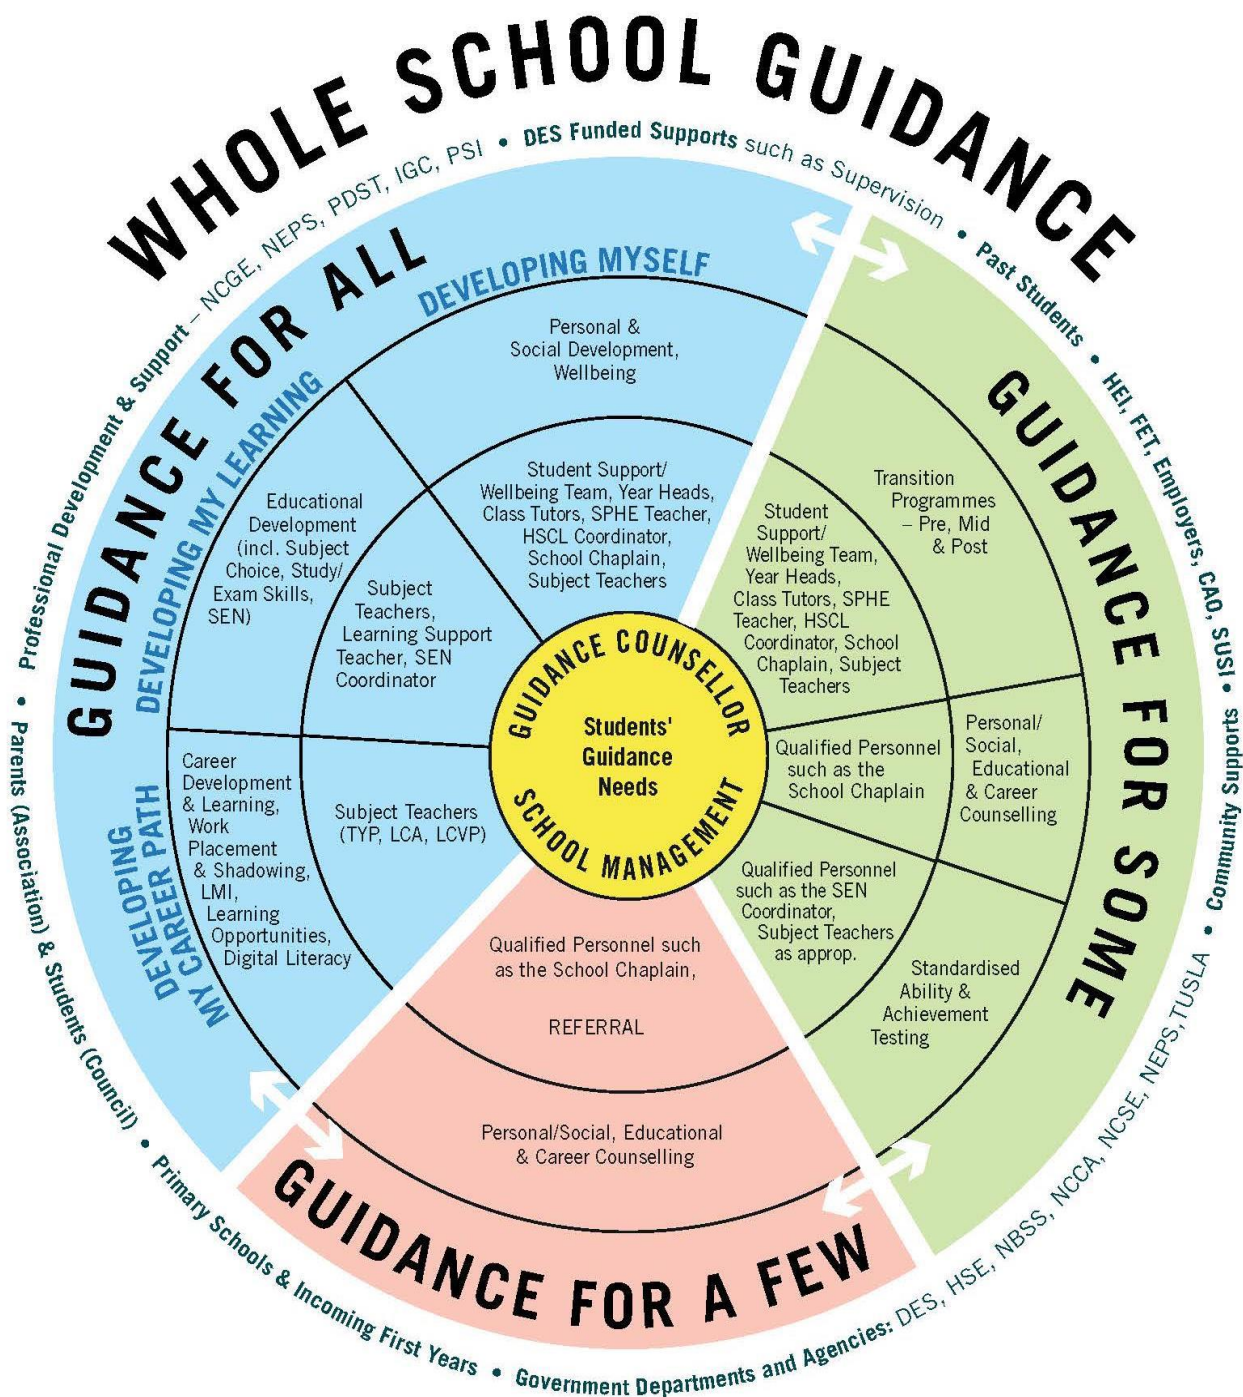 WHOLE SCHOOL GUIDANCE
Professional Development & Support – NCGE, NEPS, PDST, IGC, PSI • DES Funded Supports such as Supervision • Past Students • HEI, FET, Employers, CAO, SUSI • Community Supports • Government Departments and Agencies: DES, HSE, NBSS, NCCA, NCSE, NEPS, TUSLA • Primary Schools & Incoming First Years • Parents (Association) & Students (Council) •
GUIDANCE FOR ALL
DEVELOPING MYSELF
Personal &
Social Development,
Wellbeing
Student Support/
Wellbeing Team, Year Heads,
Class Tutors, SPHE Teacher,
HSCL Coordinator,
School Chaplain,
Subject Teachers
DEVELOPING MY LEARNING
Educational
Development
(incl. Subject
Choice, Study/
Exam Skills,
SEN)
Subject
Teachers,
Learning Support
Teacher, SEN
Coordinator
DEVELOPING
MY CAREER PATH
Career
Development
& Learning,
Work
Placement
& Shadowing,
LMI,
Learning
Opportunities,
Digital Literacy
Subject Teachers
(TYP, LCA, LCVP)
GUIDANCE FOR SOME
Transition
Programmes
– Pre, Mid
& Post
Student
Support/
Wellbeing Team,
Year Heads,
Class Tutors, SPHE
Teacher, HSCL
Coordinator, School
Chaplain, Subject
Teachers
Personal/
Social,
Educational
& Career
Counselling
Qualified Personnel
such as the
School Chaplain
Qualified Personnel
such as the SEN
Coordinator,
Subject Teachers
as approp.
Standardised
Ability &
Achievement
Testing
GUIDANCE COUNSELLOR
Students'
Guidance
Needs
SCHOOL MANAGEMENT
Qualified Personnel such
as the School Chaplain,
REFERRAL
Personal/Social, Educational
& Career Counselling
GUIDANCE FOR A FEW